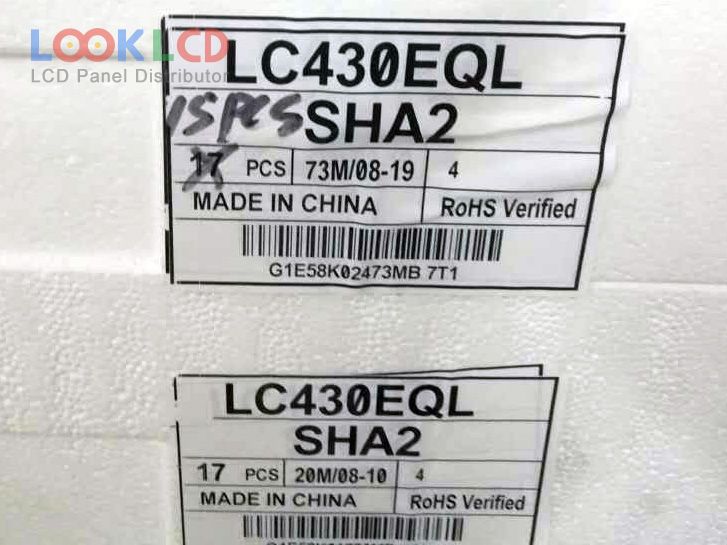 LOOKLCD
LCD Panel Distributor
LC430EQL
15PCS SHA2
17 PCS 73M/08-19 4
MADE IN CHINA RoHS Verified
G1E58K02473MB 7T1
LC430EQL
SHA2
17 PCS 20M/08-10 4
MADE IN CHINA RoHS Verified